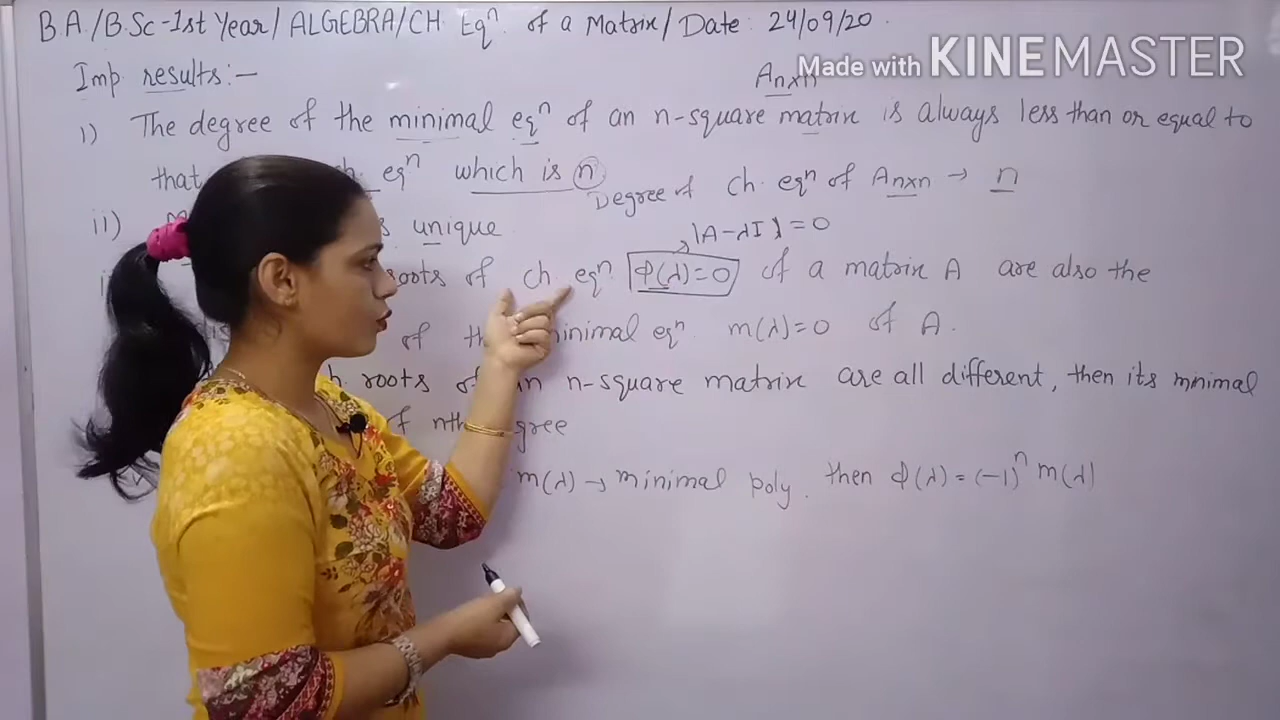 B.A./B.Sc-1st Year/ ALGEBRA/CH. Eqⁿ. of a Matrix/ Date: 24/09/20.
Made with KINEMASTER
Imp results:- Anxn
1) The degree of the minimal eqⁿ of an n-square matrix is always less than or equal to
that eqⁿ which is n
Degree of ch. eqⁿ of Anxn → n
ii) unique
|A-λI|=0
roots of ch. eqⁿ ϕ(λ)=0 of a matrix A are also the
of minimal eqⁿ m(λ)=0 of A.
roots of n-square matrix are all different, then its minimal
of nth
m(λ) → minimal poly. then ϕ(λ)=(-1)ⁿ m(λ)